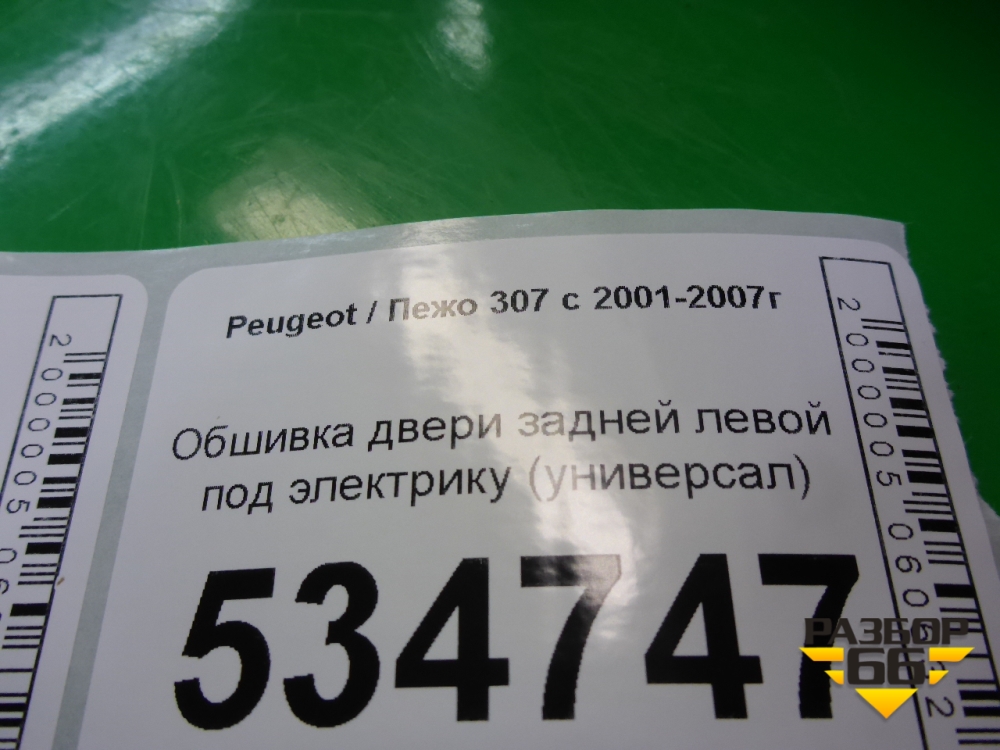 Peugeot / Пежо 307 с 2001-2007г
Обшивка двери задней левой
под электрику (универсал)
534747
РАЗБОР
66